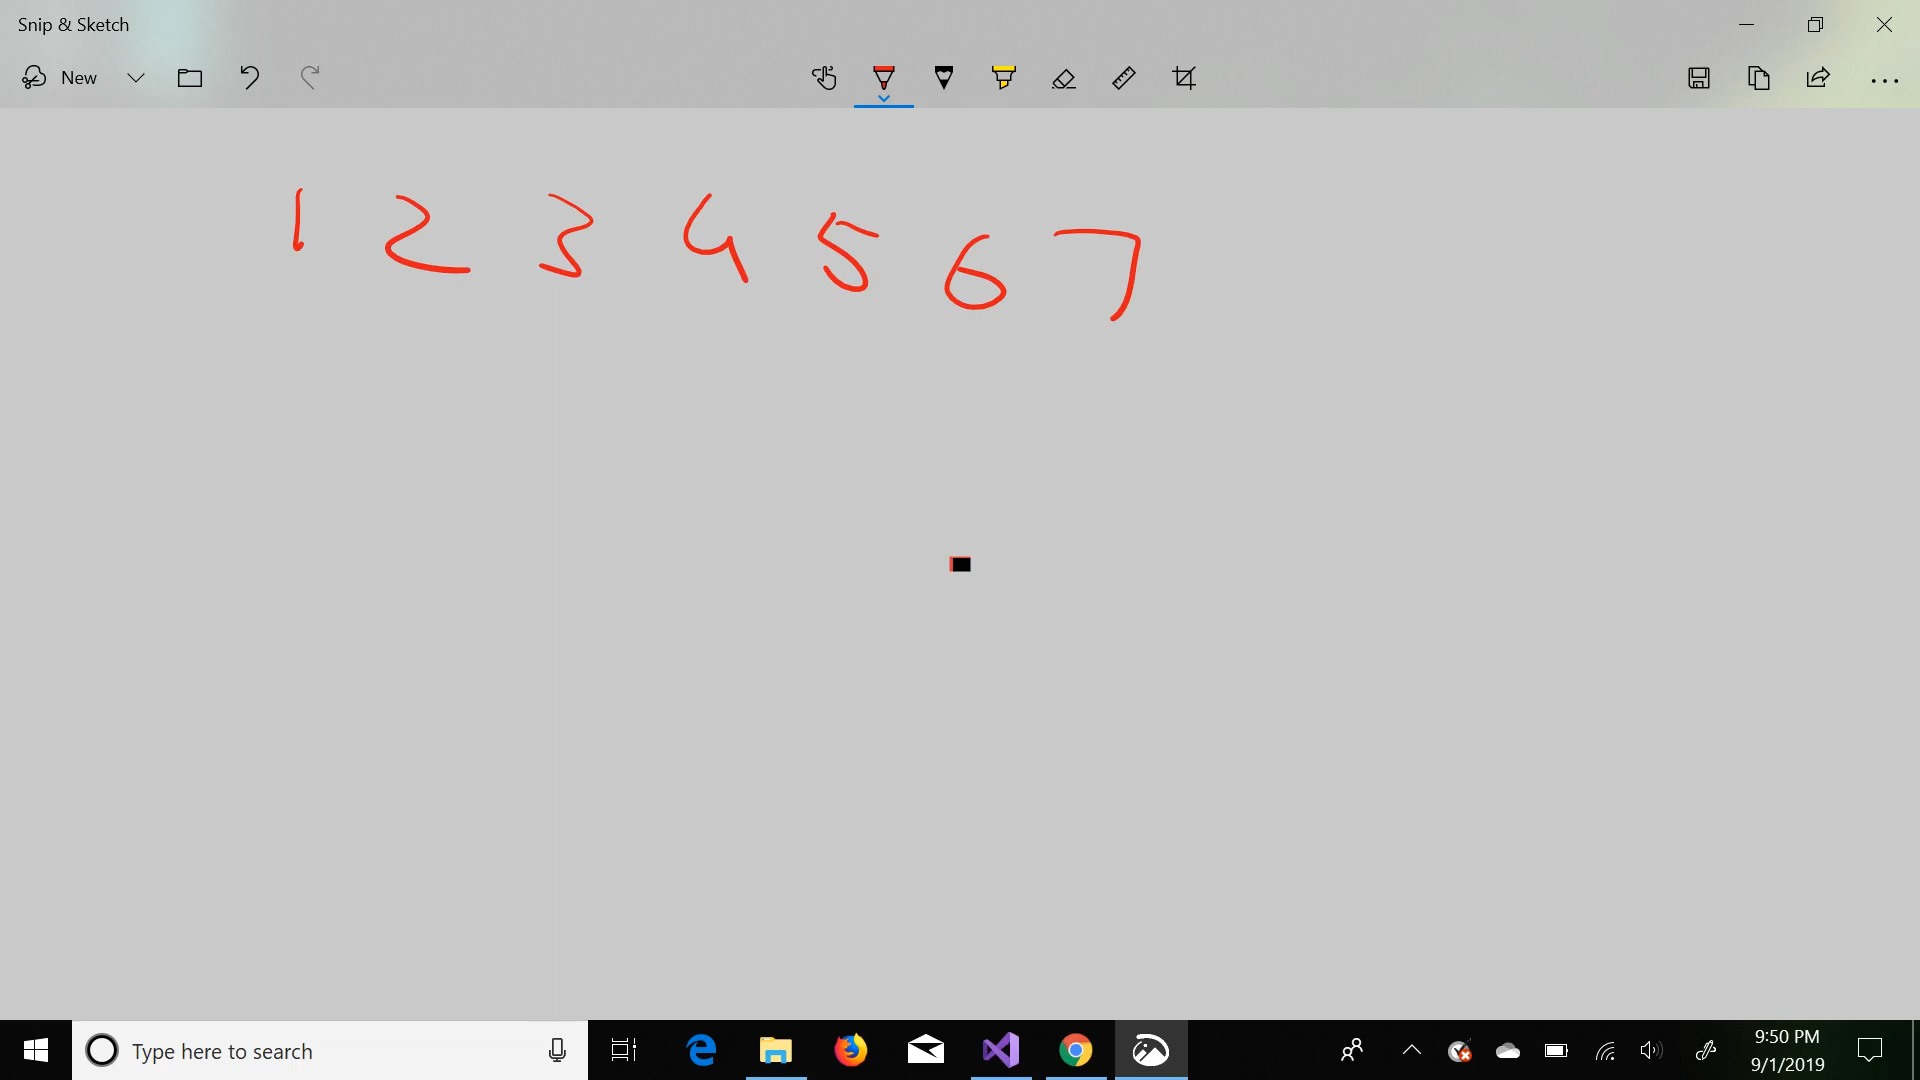 Snip & Sketch
New
1 2 3 4 5 6 7
Type here to search
9:50 PM
9/1/2019